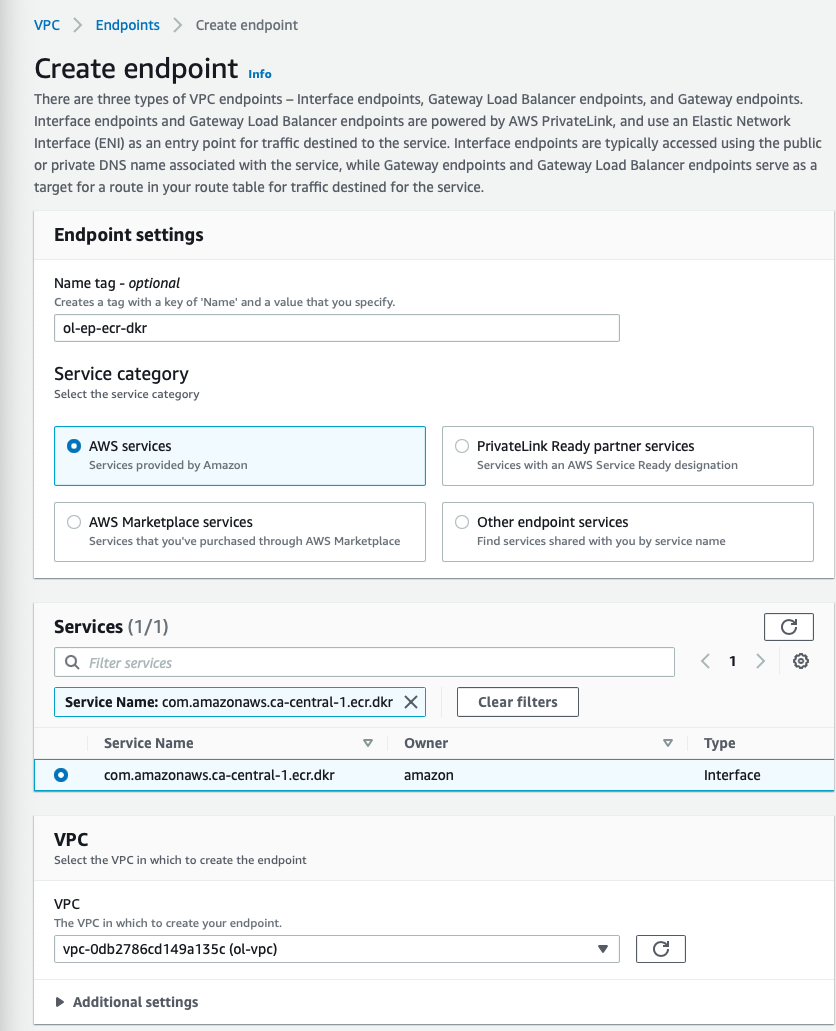 VPC > Endpoints > Create endpoint
Create endpoint Info
There are three types of VPC endpoints – Interface endpoints, Gateway Load Balancer endpoints, and Gateway endpoints.
Interface endpoints and Gateway Load Balancer endpoints are powered by AWS PrivateLink, and use an Elastic Network
Interface (ENI) as an entry point for traffic destined to the service. Interface endpoints are typically accessed using the public
or private DNS name associated with the service, while Gateway endpoints and Gateway Load Balancer endpoints serve as a
target for a route in your route table for traffic destined for the service.
Endpoint settings
Name tag - optional
Creates a tag with a key of 'Name' and a value that you specify.
ol-ep-ecr-dkr
Service category
Select the service category
AWS services
Services provided by Amazon
PrivateLink Ready partner services
Services with an AWS Service Ready designation
AWS Marketplace services
Services that you've purchased through AWS Marketplace
Other endpoint services
Find services shared with you by service name
Services (1/1)
Filter services
1
Service Name: com.amazonaws.ca-central-1.ecr.dkr
Clear filters
Service Name Owner Type
com.amazonaws.ca-central-1.ecr.dkr amazon Interface
VPC
Select the VPC in which to create the endpoint
VPC
The VPC in which to create your endpoint.
vpc-0db2786cd149a135c (ol-vpc)
Additional settings